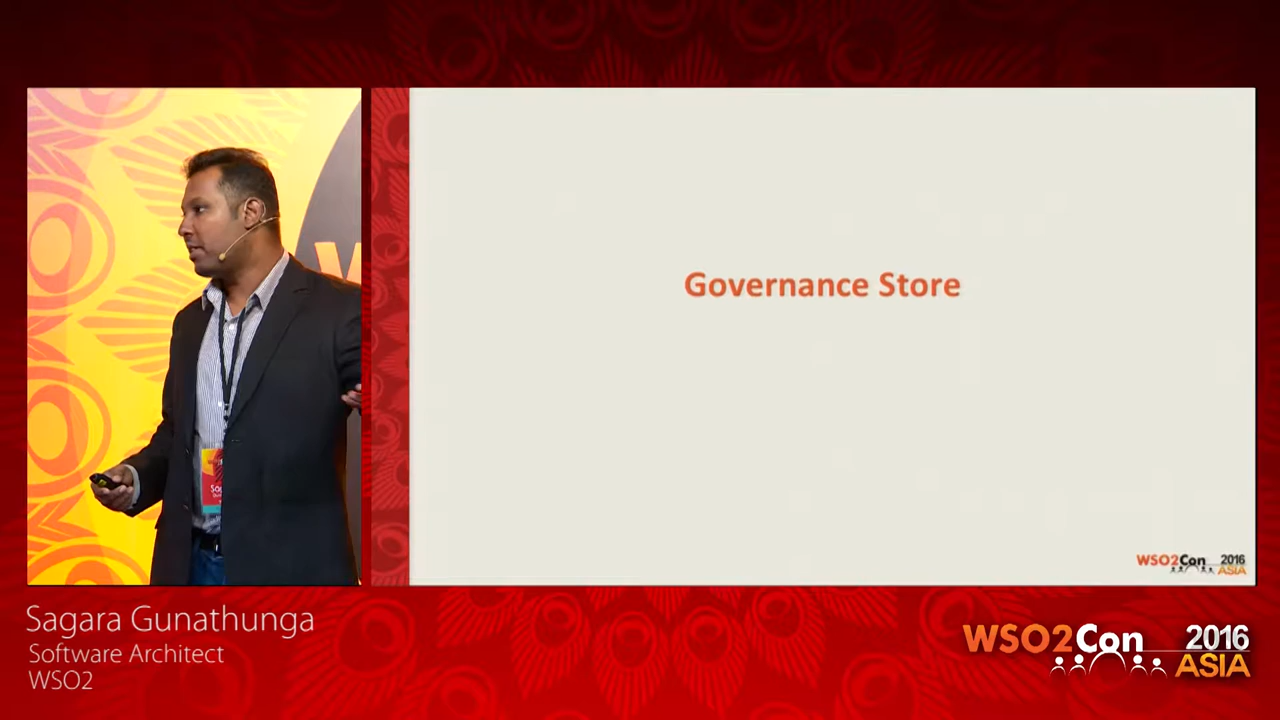 Governance Store
WSO2Con 2016
ASIA
Sagara Gunathunga
Software Architect
WSO2
WSO2Con 2016
ASIA